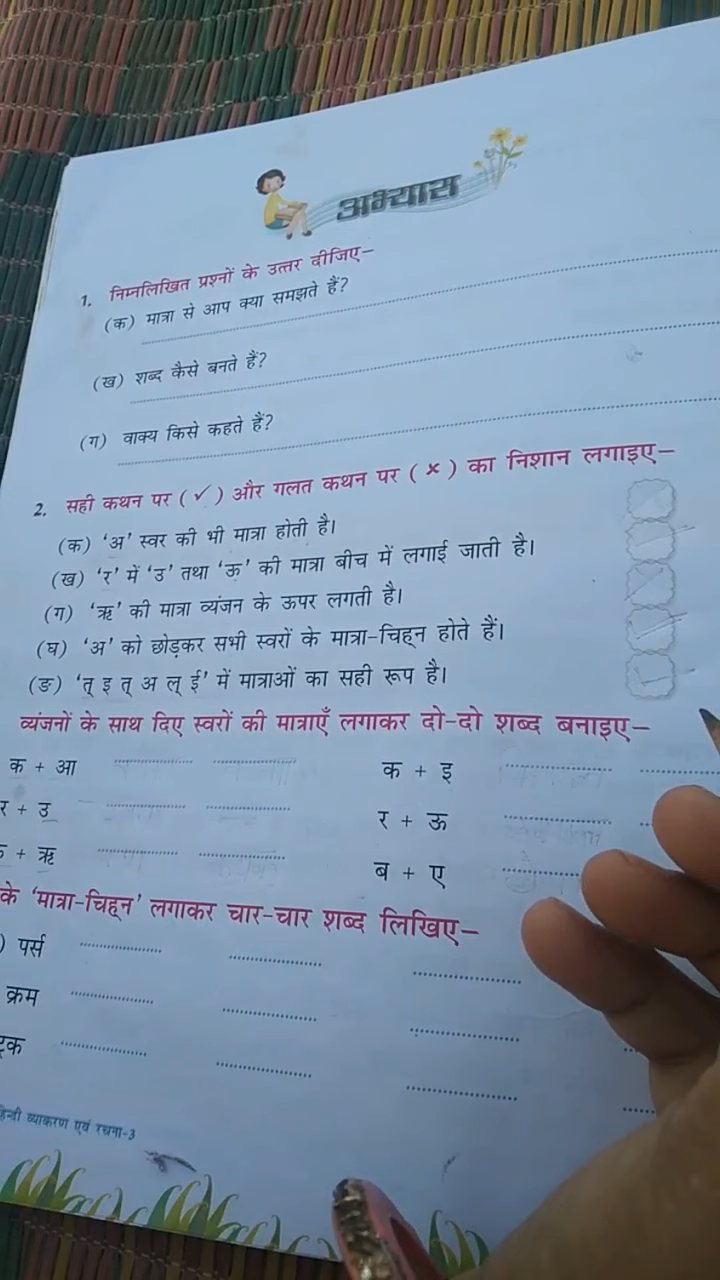 अभ्यास
1. निम्नलिखित प्रश्नों के उत्तर दीजिए–
(क) मात्रा से आप क्या समझते हैं?
(ख) शब्द कैसे बनते हैं?
(ग) वाक्य किसे कहते हैं?
2. सही कथन पर (✓) और गलत कथन पर (×) का निशान लगाइए–
(क) ‘अ’ स्वर की भी मात्रा होती है।
(ख) ‘र’ में ‘उ’ तथा ‘ऊ’ की मात्रा बीच में लगाई जाती है।
(ग) ‘ऋ’ की मात्रा व्यंजन के ऊपर लगती है।
(घ) ‘अ’ को छोड़कर सभी स्वरों के मात्रा-चिह्न होते हैं।
(ङ) ‘त् इ त् अ ल् ई’ में मात्राओं का सही रूप है।
व्यंजनों के साथ दिए स्वरों की मात्राएँ लगाकर दो-दो शब्द बनाइए–
क + आ क + इ
र + उ र + ऊ
+ ऋ ब + ए
के ‘मात्रा-चिह्न’ लगाकर चार-चार शब्द लिखिए–
) पर्स
क्रम
हिन्दी व्याकरण एवं रचना-3